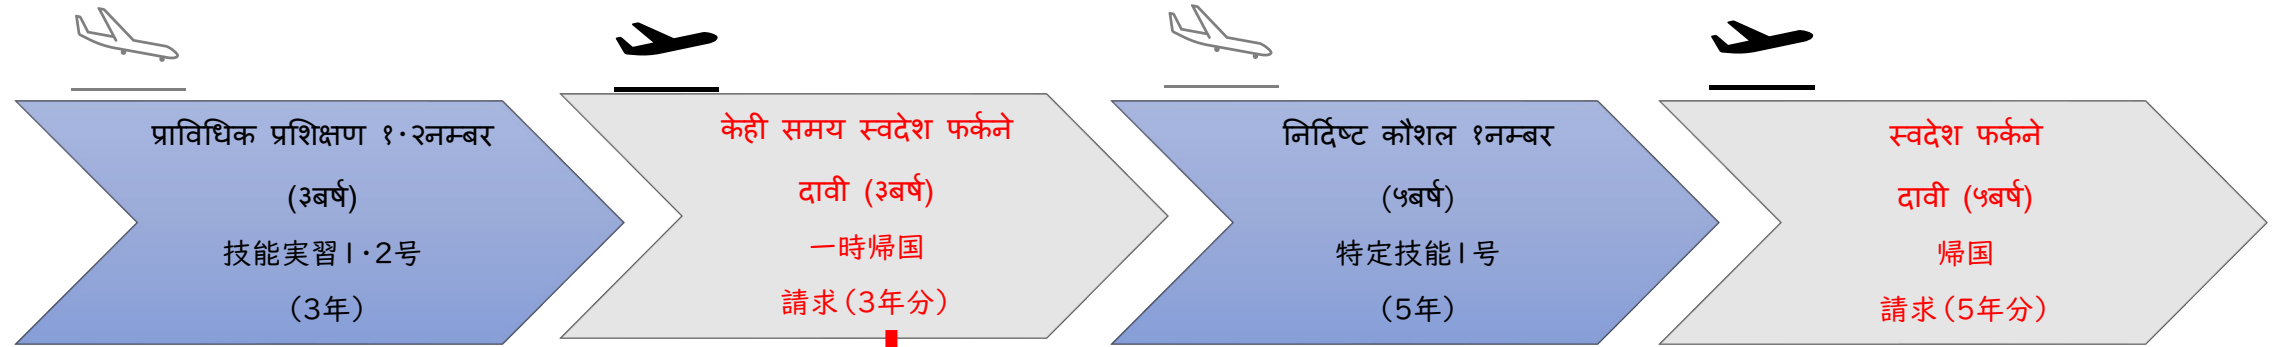 प्राविधिक प्रशिक्षण १・२नम्बर
(३बर्ष)
技能実習1・2号
(3年)
केही समय स्वदेश फर्कने
दावी (३बर्ष)
一時帰国
請求(3年分)
निर्दिष्ट कौशल १नम्बर
(५बर्ष)
特定技能1号
(5年)
स्वदेश फर्कने
दावी (५बर्ष)
帰国
請求(5年分)